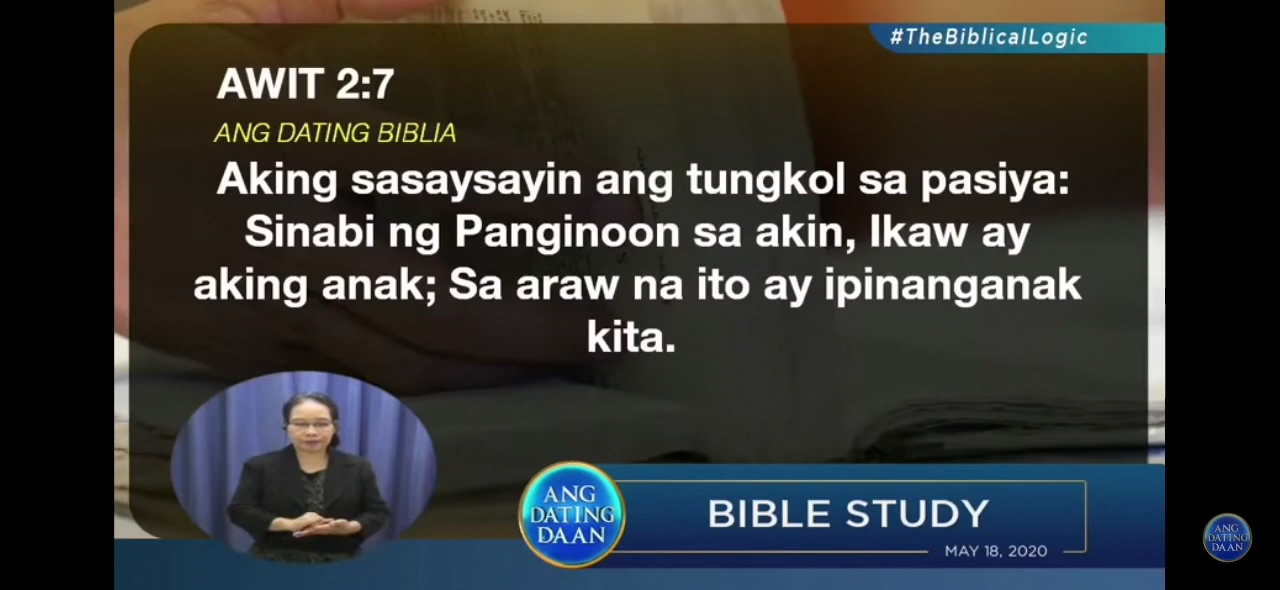 #TheBiblicalLogic
AWIT 2:7
ANG DATING BIBLIA
Aking sasaysayin ang tungkol sa pasiya:
Sinabi ng Panginoon sa akin, Ikaw ay
aking anak; Sa araw na ito ay ipinanganak
kita.
ANG
DATING
DAAN
BIBLE STUDY
MAY 18, 2020
ANG
DATING
DAAN